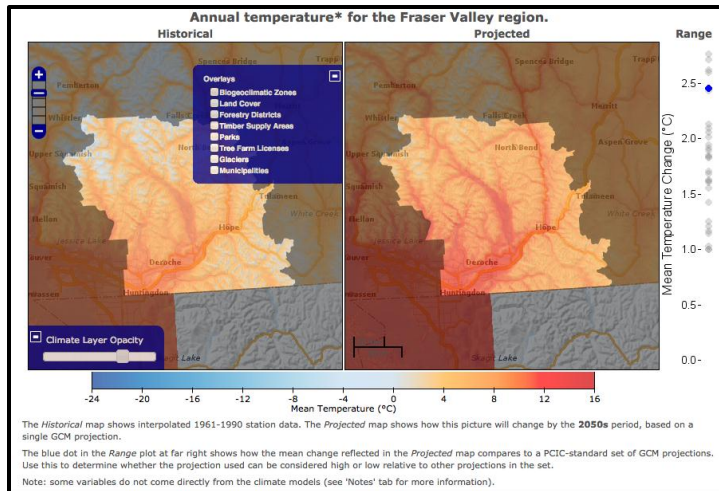 Annual temperature* for the Fraser Valley region.
Historical
Projected
Range
Pemberton
Whistler
Upper Squamish
Squamish
Deroche
Hope
Huntingdon
Tulameen
White Creek
Skagit Lake
+
-
Overlays
Biogeoclimatic Zones
Land Cover
Forestry Districts
Timber Supply Areas
Parks
Tree Farm Licenses
Glaciers
Municipalities
Climate Layer Opacity
Spences Bridge
Pemberton
Whistler
Merritt
North Bend
Aspen Grove
Upper Squamish
Squamish
Tulameen
White Creek
Hope
Deroche
Huntingdon
Mean Temperature Change (°C)
2.5-
2.0-
1.5-
1.0-
0.5-
0.0-
-24 -20 -16 -12 -8 -4 0 4 8 12 16
Mean Temperature (°C)
The Historical map shows interpolated 1961-1990 station data. The Projected map shows how this picture will change by the 2050s period, based on a
single GCM projection.
The blue dot in the Range plot at far right shows how the mean change reflected in the Projected map compares to a PCIC-standard set of GCM projections.
Use this to determine whether the projection used can be considered high or low relative to other projections in the set.
Note: some variables do not come directly from the climate models (see 'Notes' tab for more information).